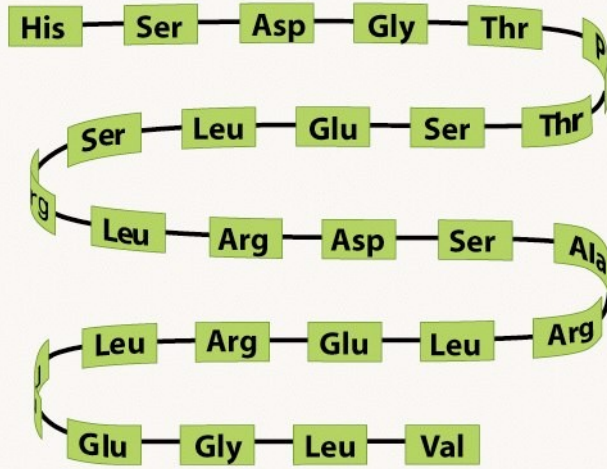 His Ser Asp Gly Thr
Ser Leu Glu Ser Thr
Leu Arg Asp Ser Ala
Leu Arg Glu Leu Arg
Glu Gly Leu Val